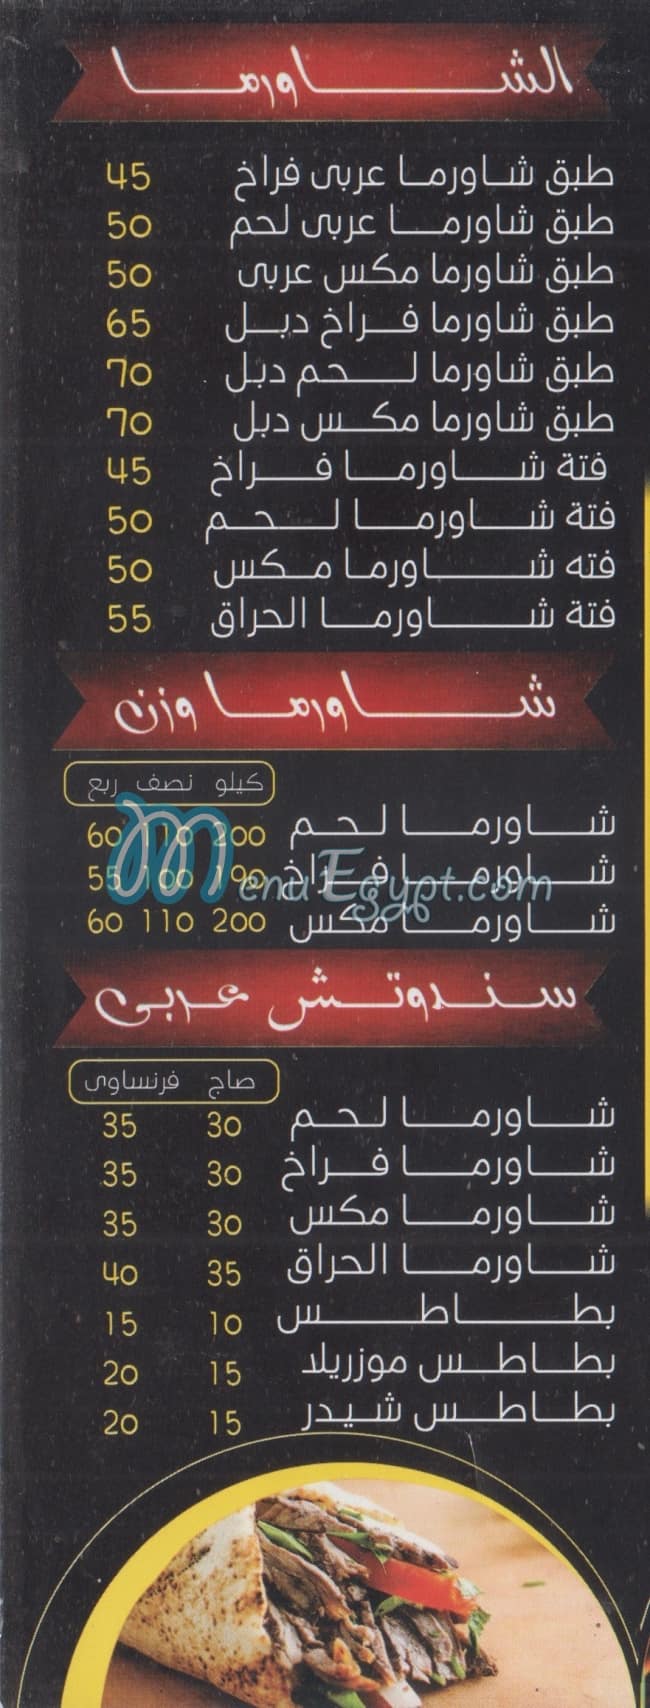 الشاورما
طبق شاورما عربى فراخ 45
طبق شاورما عربى لحم 50
طبق شاورما مكس عربى 50
طبق شاورما فراخ دبل 65
طبق شاورما لحم دبل 70
طبق شاورما مكس دبل 70
فتة شاورما فراخ 45
فتة شاورما لحم 50
فته شاورما مكس 50
فتة شاورما الحراق 55
شاورما وزن
كيلو نصف ربع
شاورما لحم 200 110 60
شاورما فراخ 190 100 55
MenuEgypt.com
شاورما مكس 200 110 60
سندوتش عربى
صاج فرنساوى
شاورما لحم 30 35
شاورما فراخ 30 35
شاورما مكس 30 35
شاورما الحراق 35 40
بطاطس 10 15
بطاطس موزريلا 15 20
بطاطس شيدر 15 20